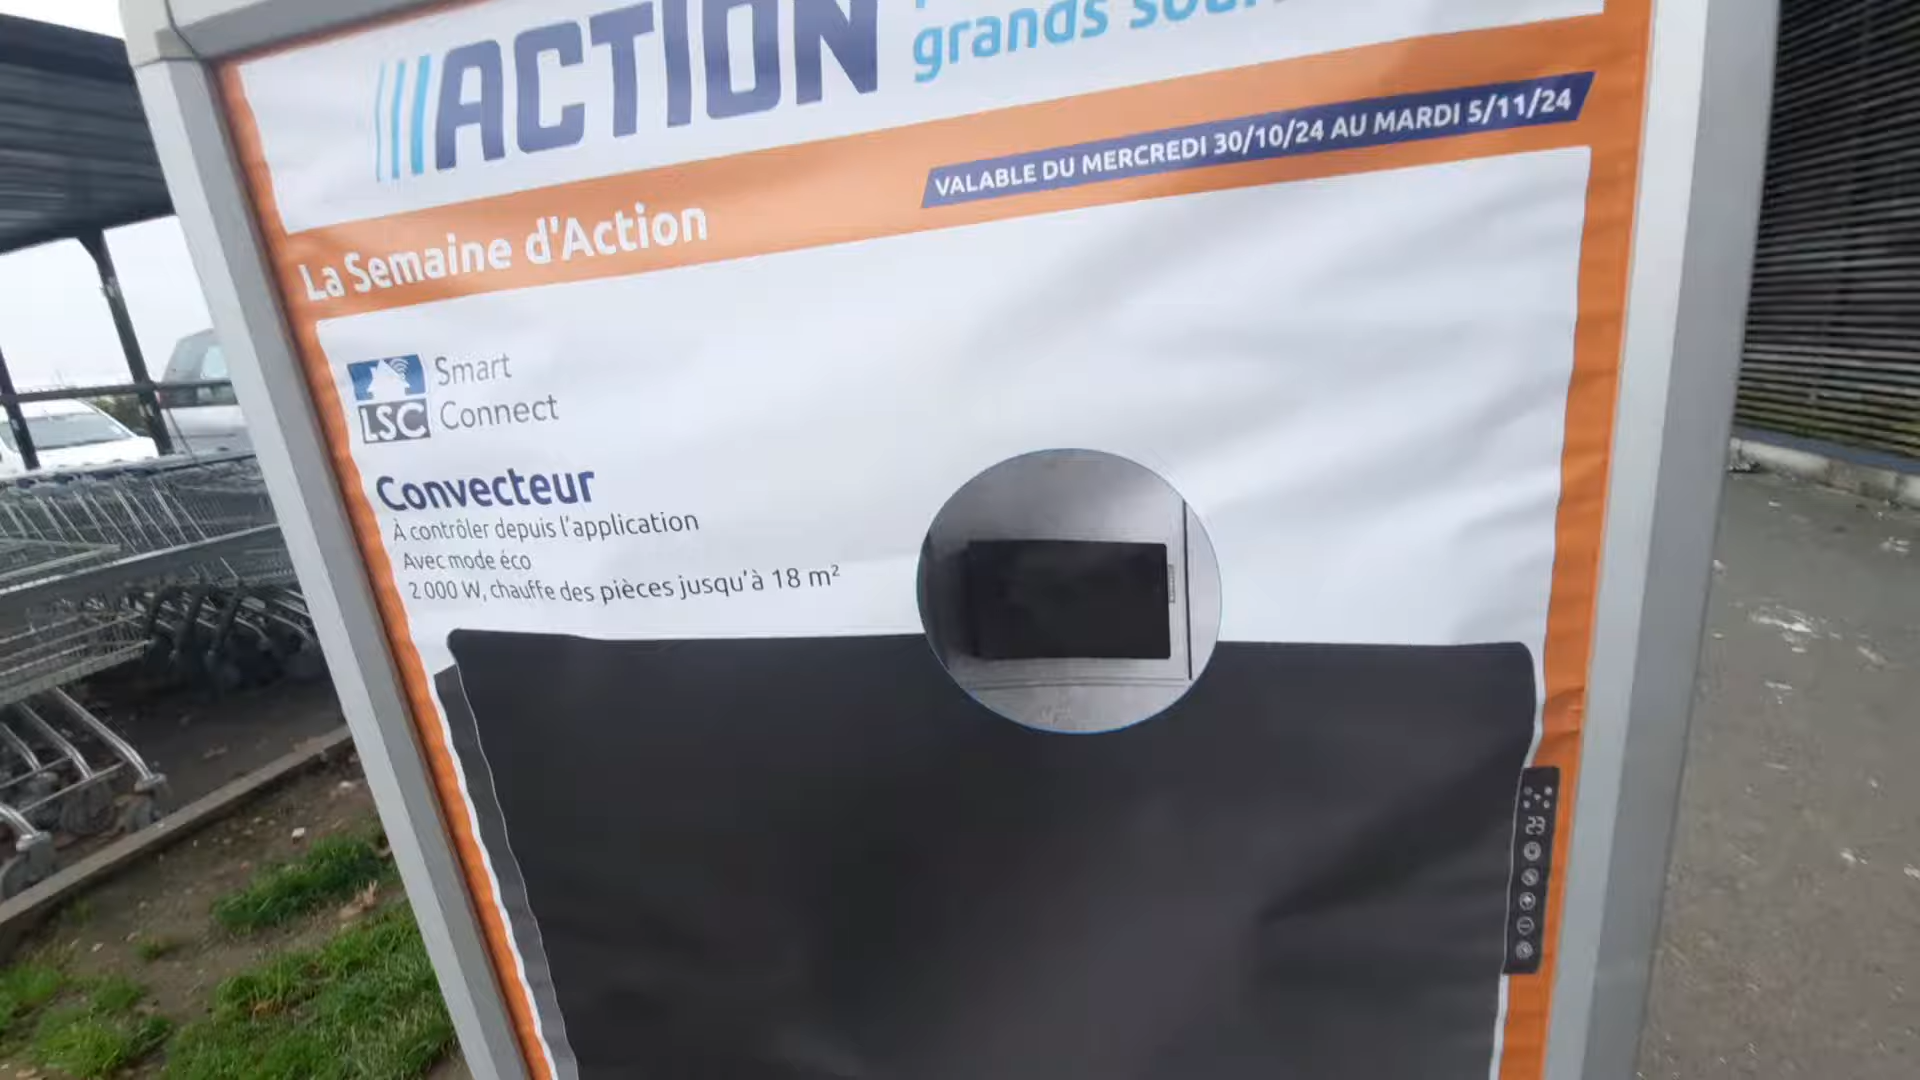 ACTION
grands
VALABLE DU MERCREDI 30/10/24 AU MARDI 5/11/24
La Semaine d'Action
Smart
LSC Connect
Convecteur
À contrôler depuis l'application
Avec mode éco
2 000 W, chauffe des pièces jusqu'à 18 m²
23